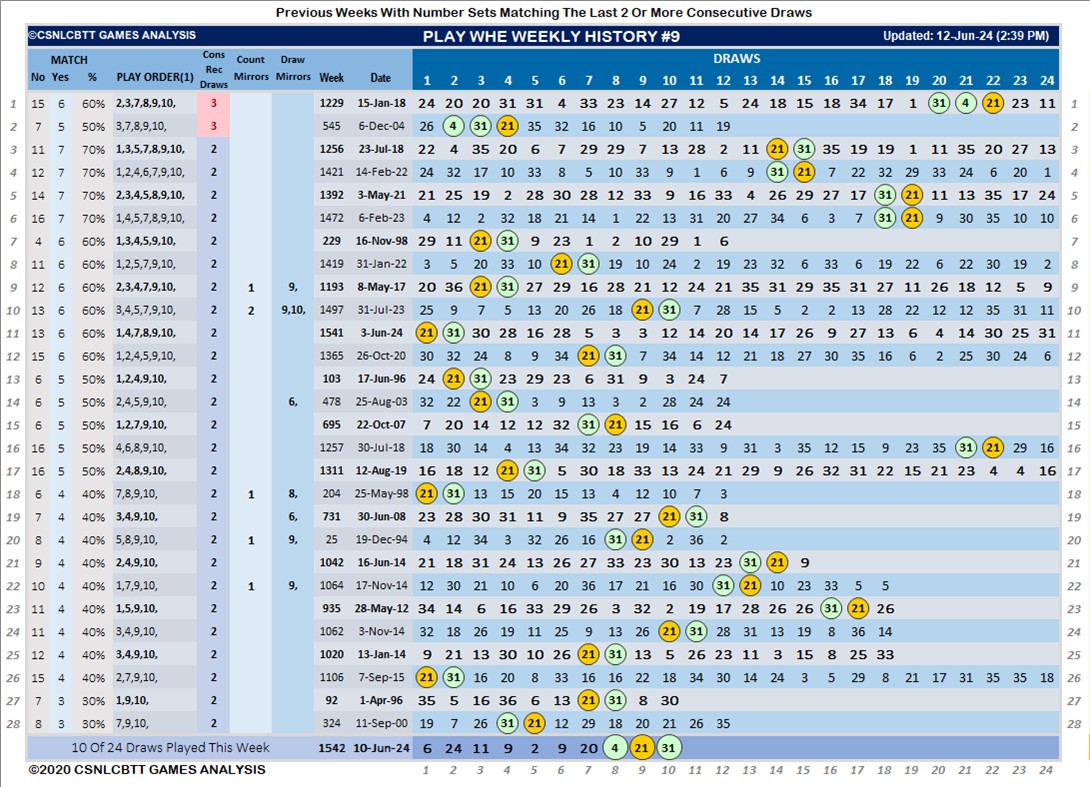 Previous Weeks With Number Sets Matching The Last 2 Or More Consecutive Draws
©CSNLCBTT GAMES ANALYSIS PLAY WHE WEEKLY HISTORY #9 Updated: 12-Jun-24 (2:39 PM)
MATCH Cons Rec Draws Count Mirrors Draw Mirrors DRAWS
No Yes % PLAY ORDER(1) Week Date 1 2 3 4 5 6 7 8 9 10 11 12 13 14 15 16 17 18 19 20 21 22 23 24
1 15 6 60% 2,3,7,8,9,10, 3 1229 15-Jan-18 24 20 20 31 31 4 33 23 14 27 12 5 24 18 15 18 34 17 1 31 4 21 23 11 1
2 7 5 50% 3,7,8,9,10, 3 545 6-Dec-04 26 4 31 21 35 32 16 10 5 20 11 19 2
3 11 7 70% 1,3,5,7,8,9,10, 2 1256 23-Jul-18 22 4 35 20 6 7 29 29 7 13 28 2 11 21 31 35 19 19 1 11 35 20 27 13 3
4 12 7 70% 1,2,4,6,7,9,10, 2 1421 14-Feb-22 24 32 17 10 33 8 5 10 33 9 1 6 9 31 21 7 22 32 29 33 24 6 20 1 4
5 14 7 70% 2,3,4,5,8,9,10, 2 1392 3-May-21 21 25 19 2 28 30 28 12 33 9 16 33 4 26 29 27 17 31 21 11 13 35 17 24 5
6 16 7 70% 1,4,5,7,8,9,10, 2 1472 6-Feb-23 4 12 2 32 18 21 14 1 22 13 31 20 27 34 6 3 7 31 21 9 30 35 10 10 6
7 4 6 60% 1,3,4,5,9,10, 2 229 16-Nov-98 29 11 21 31 9 23 1 2 10 29 1 6 7
8 11 6 60% 1,2,5,7,9,10, 2 1419 31-Jan-22 3 5 20 33 10 21 31 19 10 24 2 19 23 32 6 33 6 19 22 6 22 30 19 2 8
9 12 6 60% 2,3,4,7,9,10, 2 1 9, 1193 8-May-17 20 36 21 31 27 29 16 28 21 12 24 21 35 31 29 35 31 27 11 26 18 12 5 9 9
10 13 6 60% 3,4,5,7,9,10, 2 2 9,10, 1497 31-Jul-23 25 9 7 5 13 20 26 18 21 31 7 28 15 5 2 2 13 28 22 12 12 35 31 11 10
11 13 6 60% 1,4,7,8,9,10, 2 1541 3-Jun-24 21 31 30 28 16 28 5 3 3 12 14 20 14 17 26 11 9 27 13 6 4 14 30 25 31 11
12 15 6 60% 1,2,4,5,9,10, 2 1365 26-Oct-20 30 32 24 8 9 34 21 31 7 34 14 12 21 18 27 30 32 35 18 16 6 2 25 30 24 6 12
13 6 5 50% 1,2,4,9,10, 2 103 17-Jun-96 24 21 31 23 29 23 6 31 9 3 24 7 13
14 6 5 50% 2,4,5,9,10, 2 6, 478 25-Aug-03 32 22 21 31 3 9 13 3 2 28 24 24 14
15 6 5 50% 1,2,7,9,10, 2 695 22-Oct-07 7 20 14 12 12 32 31 21 15 16 6 24 15
16 16 5 50% 4,6,8,9,10, 2 1257 30-Jul-18 18 30 14 4 13 34 32 23 19 14 33 9 31 3 35 12 15 9 23 35 31 21 29 16 16
17 16 5 50% 2,4,8,9,10, 2 1311 12-Aug-19 16 18 12 21 31 5 30 18 33 13 24 21 29 9 26 32 31 22 15 21 23 4 4 16 17
18 6 4 40% 7,8,9,10, 2 1 8, 204 25-May-98 21 31 13 15 20 15 13 4 12 10 7 3 18
19 7 4 40% 3,4,9,10, 2 6, 731 30-Jun-08 23 28 30 31 11 9 35 27 27 21 31 8 19
20 8 4 40% 5,8,9,10, 2 1 9, 25 19-Dec-94 4 12 34 3 32 26 16 31 21 2 36 2 20
21 9 4 40% 2,4,9,10, 2 1042 16-Jun-14 21 18 31 24 13 26 27 33 23 30 13 23 31 21 9 21
22 10 4 40% 1,7,9,10, 2 1 9, 1064 17-Nov-14 12 30 21 10 6 20 36 17 21 16 30 31 21 10 23 33 5 5 22
23 11 4 40% 1,5,9,10, 2 935 28-May-12 34 14 6 16 33 29 26 3 32 2 19 17 28 26 26 31 21 26 23
24 11 4 40% 3,4,9,10, 2 1062 3-Nov-14 32 18 26 19 11 25 9 13 26 21 31 28 31 13 19 8 36 14 24
25 12 4 40% 3,4,9,10, 2 1020 13-Jan-14 9 21 13 30 10 26 21 31 13 5 26 23 11 3 15 8 25 33 25
26 15 4 40% 2,7,9,10, 2 1106 7-Sep-15 21 31 16 20 8 33 16 16 22 18 34 30 14 24 3 5 29 8 21 17 31 35 35 18 26
27 7 3 30% 1,9,10, 2 92 1-Apr-96 35 5 16 36 6 13 21 31 8 30 27
28 8 3 30% 7,9,10, 2 324 11-Sep-00 19 7 26 31 21 12 29 18 20 21 26 35 28
10 Of 24 Draws Played This Week 1542 10-Jun-24 6 24 11 9 2 9 20 4 21 31
©2020 CSNLCBTT GAMES ANALYSIS 1 2 3 4 5 6 7 8 9 10 11 12 13 14 15 16 17 18 19 20 21 22 23 24